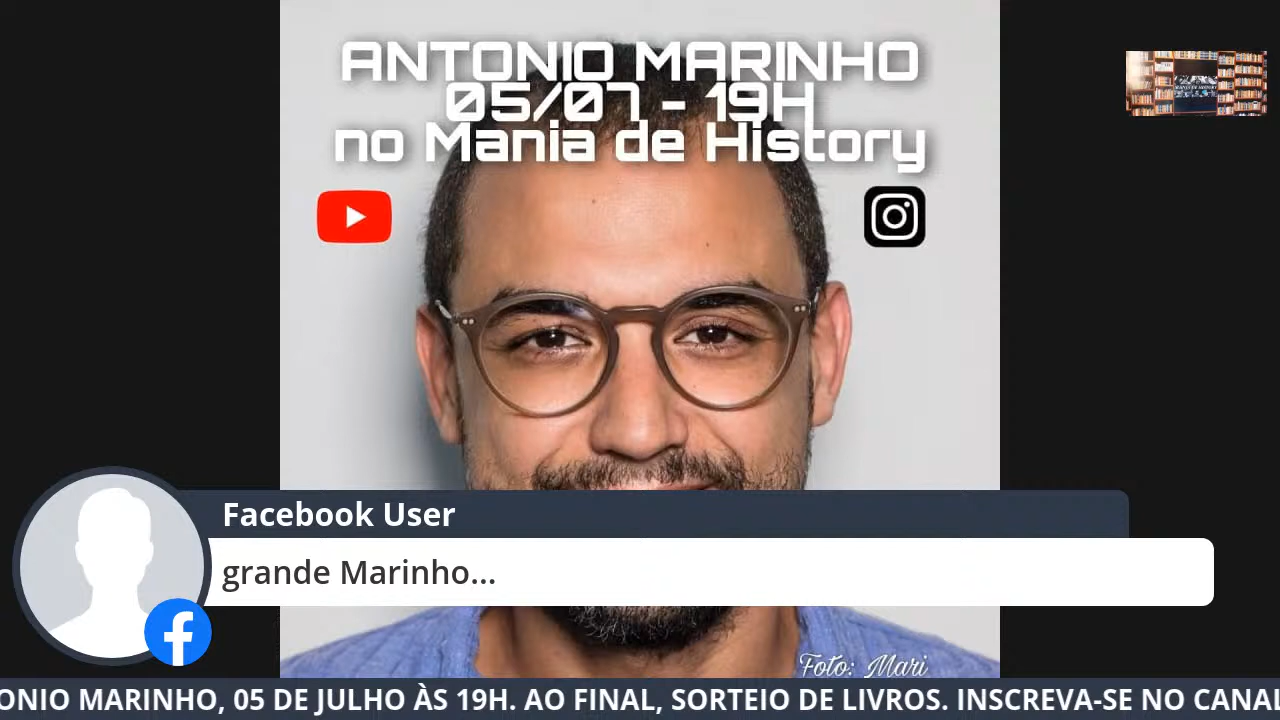 ANTONIO MARINHO
05/07 - 19H
no Mania de History
Facebook User
grande Marinho...
Foto: Mari
ONIO MARINHO, 05 DE JULHO ÀS 19H. AO FINAL, SORTEIO DE LIVROS. INSCREVA-SE NO CANAL